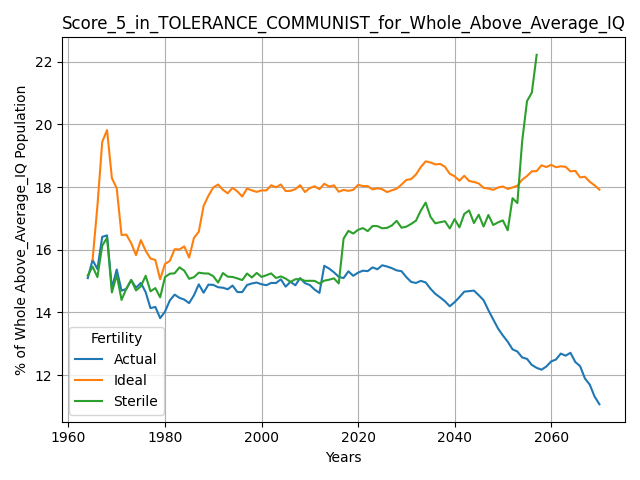 Score_5_in_TOLERANCE_COMMUNIST_for_Whole_Above_Average_IQ
% of Whole Above_Average_IQ Population
22
20
18
16
14
12
Fertility
Actual
Ideal
Sterile
1960 1980 2000 2020 2040 2060
Years